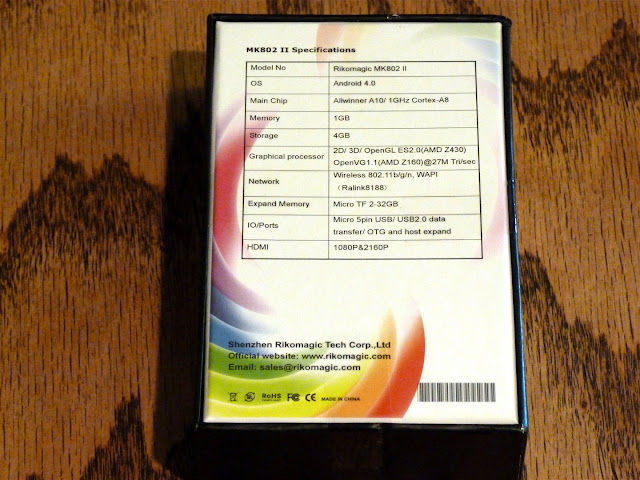 MK802 II Specifications
Model No Rikomagic MK802 II
OS Android 4.0
Main Chip Allwinner A10/ 1GHz Cortex-A8
Memory 1GB
Storage 4GB
Graphical processor 2D/ 3D/ OpenGL ES2.0(AMD Z430)
OpenVG1.1(AMD Z160)@27M Tri/sec
Network Wireless 802.11b/g/n, WAPI
（Ralink8188）
Expand Memory Micro TF 2-32GB
IO/Ports Micro 5pin USB/ USB2.0 data
transfer/ OTG and host expand
HDMI 1080P&2160P
Shenzhen Rikomagic Tech Corp.,Ltd
Official website: www.rikomagic.com
Email: sales@rikomagic.com
RoHS FC CE MADE IN CHINA